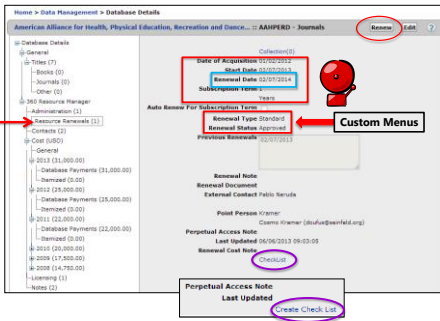 Home > Data Management > Database Details
American Alliance for Health, Physical Education, Recreation and Dance... :: AAHPERD - Journals
Renew
Edit
?
Database Details
General
Titles (7)
Books (0)
Journals (7)
Other (0)
360 Resource Manager
Administration (1)
Resource Renewals (1)
Contacts (2)
Cost (USD)
General
2013 (31,000.00)
Database Payments (31,000.00)
Itemized (0.00)
2012 (25,000.00)
Database Payments (25,000.00)
Itemized (0.00)
2011 (22,000.00)
Database Payments (22,000.00)
Itemized (0.00)
2010 (20,000.00)
2009 (17,500.00)
2008 (14,750.00)
Licensing (1)
Notes (2)
Collection(0)
Date of Acquisition 01/02/2012
Start Date 02/07/2013
Renewal Date 02/07/2014
Subscription Term 1
Years
Auto Renew For Subscription Term
Renewal Type Standard
Renewal Status Approved
Custom Menus
Previous Renewals 02/07/2013
Renewal Note
Renewal Document
External Contact Pablo Neruda
Point Person Kramer
Cosmo Kramer (doufus@seinfeld.org)
Perpetual Access Note
Last Updated 06/06/2013 09:03:05
Renewal Cost Note
CheckList
Perpetual Access Note
Last Updated
Create Check List